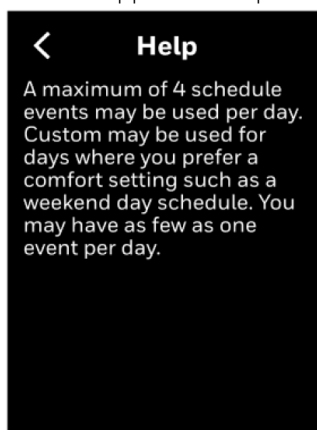 Help
A maximum of 4 schedule
events may be used per day.
Custom may be used for
days where you prefer a
comfort setting such as a
weekend day schedule. You
may have as few as one
event per day.